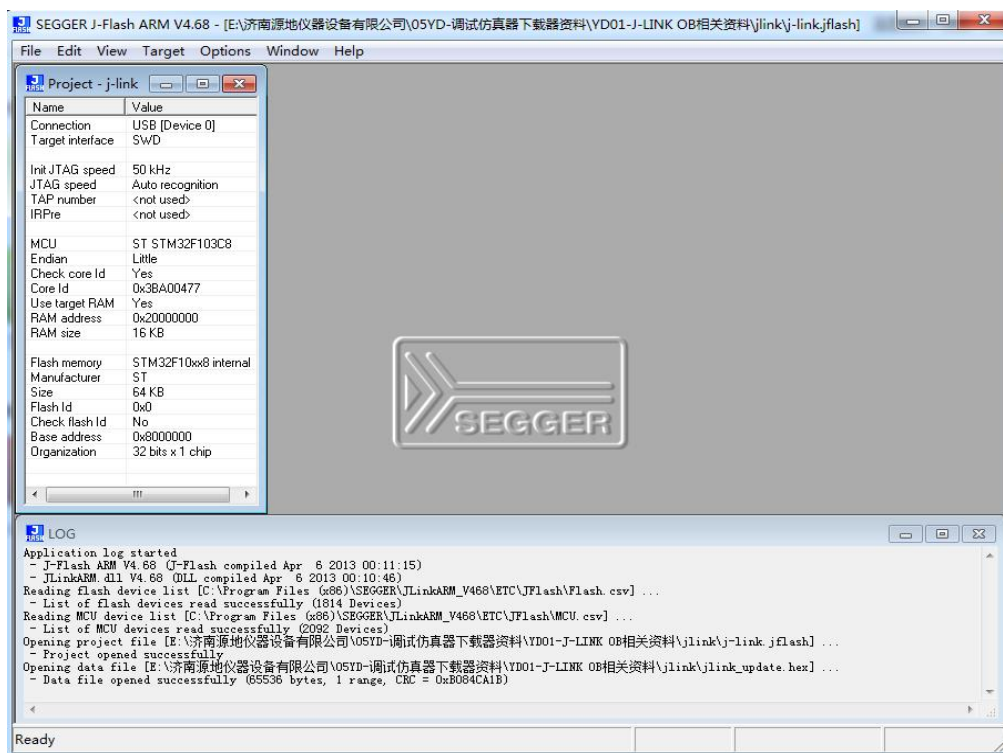 SEGGER J-Flash ARM V4.68 - [E:\济南源地仪器设备有限公司\05YD-调试仿真器下载器资料\YD01-J-LINK OB相关资料\jlink\j-link.jflash]
File Edit View Target Options Window Help
Project - j-link
Name Value
Connection USB [Device 0]
Target interface SWD
Init JTAG speed 50 kHz
JTAG speed Auto recognition
TAP number <not used>
IRPre <not used>
MCU ST STM32F103C8
Endian Little
Check core Id Yes
Core Id 0x3BA00477
Use target RAM Yes
RAM address 0x20000000
RAM size 16 KB
Flash memory STM32F10xx8 internal
Manufacturer ST
Size 64 KB
Flash Id 0x0
Check flash Id No
Base address 0x8000000
Organization 32 bits x 1 chip
SEGGER
LOG
Application log started
- J-Flash ARM V4.68 (J-Flash compiled Apr 6 2013 00:11:15)
- JLinkARM.dll V4.68 (DLL compiled Apr 6 2013 00:10:46)
Reading flash device list [C:\Program Files (x86)\SEGGER\JLinkARM_V468\ETC\JFlash\Flash.csv] ...
- List of flash devices read successfully (1814 Devices)
Reading MCU device list [C:\Program Files (x86)\SEGGER\JLinkARM_V468\ETC\JFlash\MCU.csv] ...
- List of MCU devices read successfully (2092 Devices)
Opening project file [E:\济南源地仪器设备有限公司\05YD-调试仿真器下载器资料\YD01-J-LINK OB相关资料\jlink\j-link.jflash] ...
- Project opened successfully
Opening data file [E:\济南源地仪器设备有限公司\05YD-调试仿真器下载器资料\YD01-J-LINK OB相关资料\jlink\jlink_update.hex] ...
- Data file opened successfully (65536 bytes, 1 range, CRC = 0xB084CA1B)
Ready